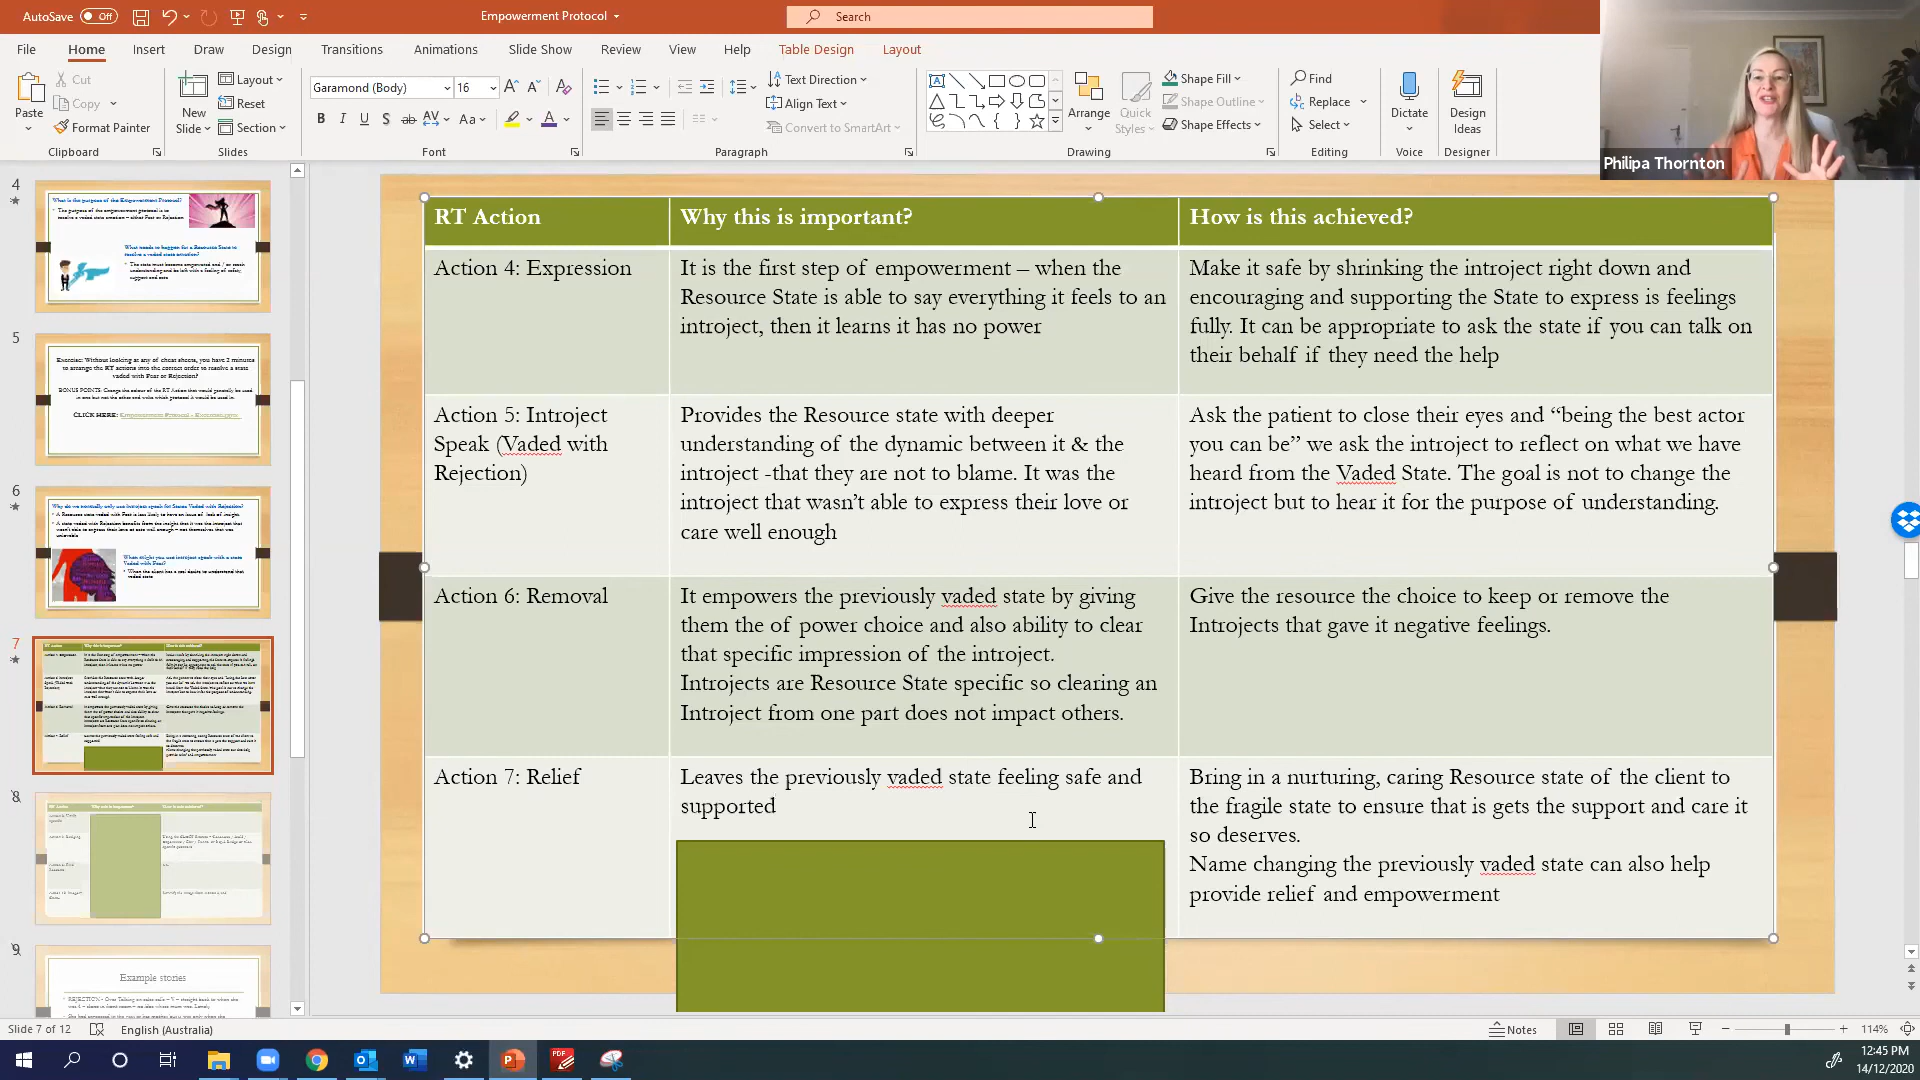 AutoSave Off
Empowerment Protocol
Search
File Home Insert Draw Design Transitions Animations Slide Show Review View Help Table Design Layout
Paste
Cut
Copy
Format Painter
Clipboard
New Slide
Layout
Reset
Section
Slides
Garamond (Body) 16
Font
Text Direction
Align Text
Convert to SmartArt
Paragraph
Arrange
Quick Styles
Shape Fill
Shape Outline
Shape Effects
Drawing
Find
Replace
Select
Editing
Dictate
Voice
Design Ideas
Designer
Philipa Thornton
4
What is the purpose of the Empowerment Protocol?
5
CLICK HERE:
6
7
8
9
Example stories
RT Action
Why this is important?
How is this achieved?
Action 4: Expression
It is the first step of empowerment – when the
Resource State is able to say everything it feels to an
introject, then it learns it has no power
Make it safe by shrinking the introject right down and
encouraging and supporting the State to express is feelings
fully. It can be appropriate to ask the state if you can talk on
their behalf if they need the help
Action 5: Introject
Speak (Vaded with
Rejection)
Provides the Resource state with deeper
understanding of the dynamic between it & the
introject -that they are not to blame. It was the
introject that wasn’t able to express their love or
care well enough
Ask the patient to close their eyes and “being the best actor
you can be” we ask the introject to reflect on what we have
heard from the Vaded State. The goal is not to change the
introject but to hear it for the purpose of understanding.
Action 6: Removal
It empowers the previously vaded state by giving
them the of power choice and also ability to clear
that specific impression of the introject.
Introjects are Resource State specific so clearing an
Introject from one part does not impact others.
Give the resource the choice to keep or remove the
Introjects that gave it negative feelings.
Action 7: Relief
Leaves the previously vaded state feeling safe and
supported
Bring in a nurturing, caring Resource state of the client to
the fragile state to ensure that is gets the support and care it
so deserves.
Name changing the previously vaded state can also help
provide relief and empowerment
Slide 7 of 12
English (Australia)
Notes
114%
12:45 PM
14/12/2020